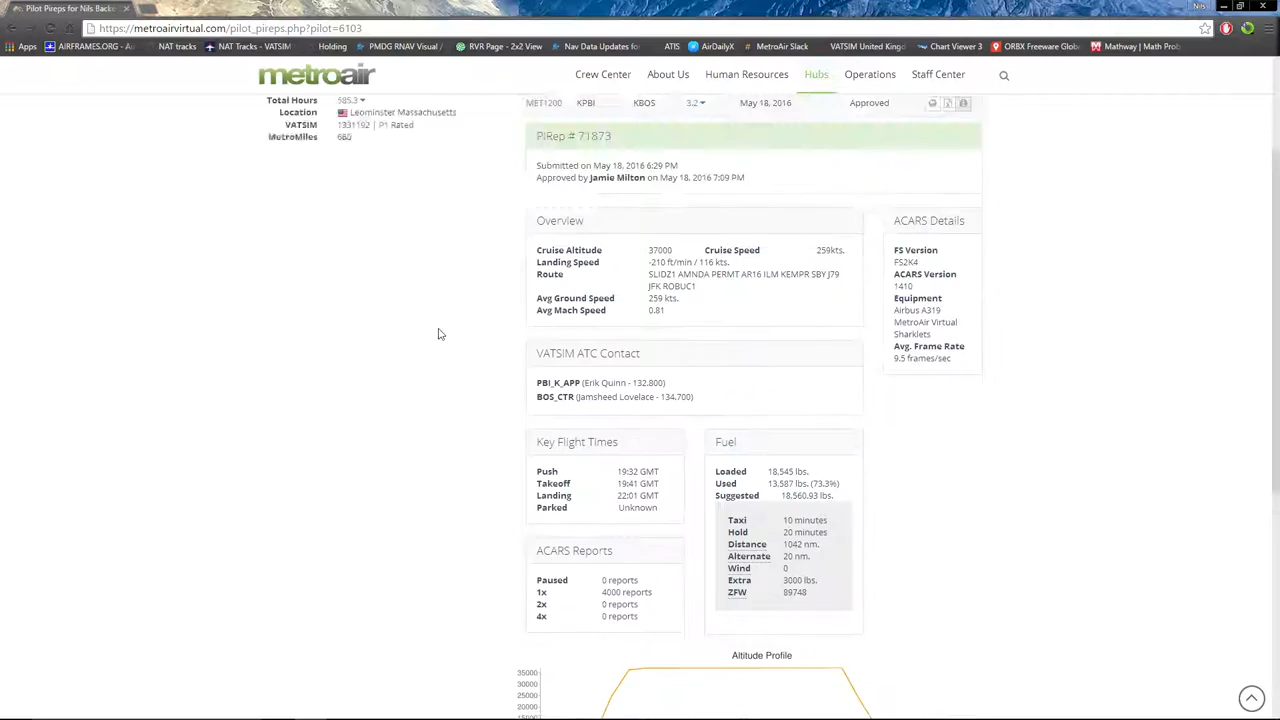 Pilot Pireps for Nils Back
Nils
https://metroairvirtual.com/pilot_pireps.php?pilot=6103
Apps AIRFRAMES.ORG - A NAT tracks NAT Tracks - VATSIM Holding PMDG RNAV Visual / RVR Page - 2x2 View Nav Data Updates for ATIS AirDailyX MetroAir Slack VATSIM United King Chart Viewer 3 ORBX Freeware Glob Mathway | Math Prob
metroair Crew Center About Us Human Resources Hubs Operations Staff Center
Total Hours 585.3
Location Leominster Massachusetts
VATSIM 1331192 | P1 Rated
MetroMiles
MET1200 KPBI KBOS 3.2 May 18, 2016 Approved
PIRep # 71873
Submitted on May 18, 2016 6:29 PM
Approved by Jamie Milton on May 18, 2016 7:09 PM
Overview
Cruise Altitude 37000 Cruise Speed 259kts.
Landing Speed -210 ft/min / 116 kts.
Route SLIDZ1 AMNDA PERMT AR16 ILM KEMPR SBY J79
JFK ROBUC1
Avg Ground Speed 259 kts.
Avg Mach Speed 0.81
ACARS Details
FS Version
FS2K4
ACARS Version
1410
Equipment
Airbus A319
MetroAir Virtual
Sharklets
Avg. Frame Rate
9.5 frames/sec
VATSIM ATC Contact
PBI_K_APP (Erik Quinn - 132.800)
BOS_CTR (Jamsheed Lovelace - 134.700)
Key Flight Times
Push 19:32 GMT
Takeoff 19:41 GMT
Landing 22:01 GMT
Parked Unknown
Fuel
Loaded 18,545 lbs.
Used 13,587 lbs. (73.3%)
Suggested 18,560.93 lbs.
Taxi 10 minutes
Hold 20 minutes
Distance 1042 nm.
Alternate 20 nm.
Wind 0
Extra 3000 lbs.
ZFW 89748
ACARS Reports
Paused 0 reports
1x 4000 reports
2x 0 reports
4x 0 reports
Altitude Profile
35000
30000
25000
20000
15000